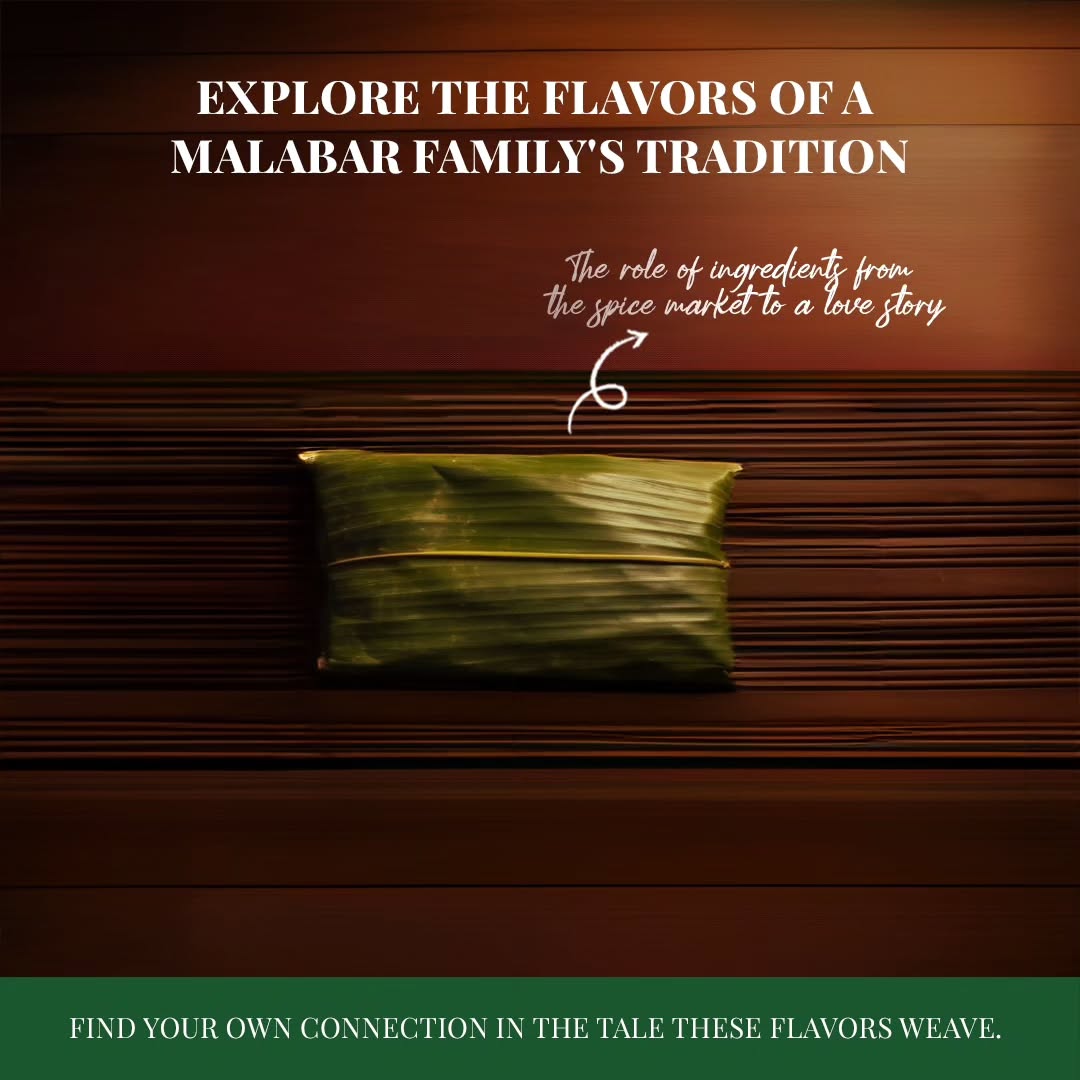 EXPLORE THE FLAVORS OF A
MALABAR FAMILY'S TRADITION
The role of ingredients from
the spice market to a love story
FIND YOUR OWN CONNECTION IN THE TALE THESE FLAVORS WEAVE.